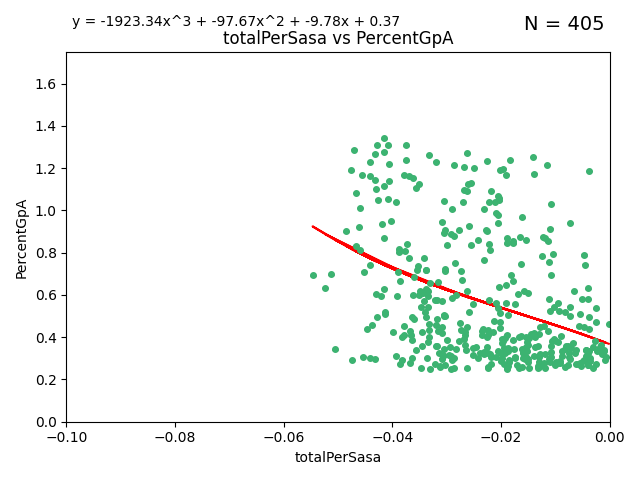 y = -1923.34x^3 + -97.67x^2 + -9.78x + 0.37
N = 405
totalPerSasa vs PercentGpA
PercentGpA
1.6
1.4
1.2
1.0
0.8
0.6
0.4
0.2
0.0
−0.10 −0.08 −0.06 −0.04 −0.02 0.00
totalPerSasa